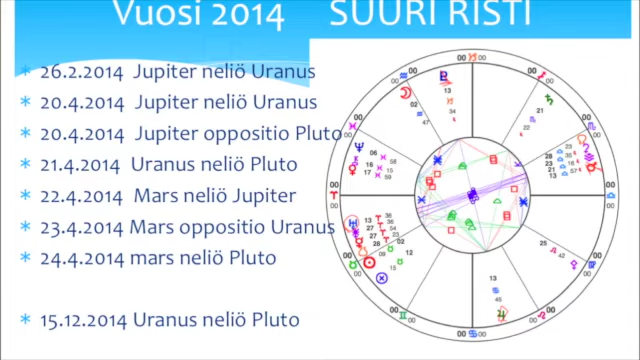 Vuosi 2014 SUURI RISTI
26.2.2014 Jupiter neliö Uranus
20.4.2014 Jupiter neliö Uranus
20.4.2014 Jupiter oppositio Pluto
21.4.2014 Uranus neliö Pluto
22.4.2014 Mars neliö Jupiter
23.4.2014 Mars oppositio Uranus
24.4.2014 mars neliö Pluto
15.12.2014 Uranus neliö Pluto